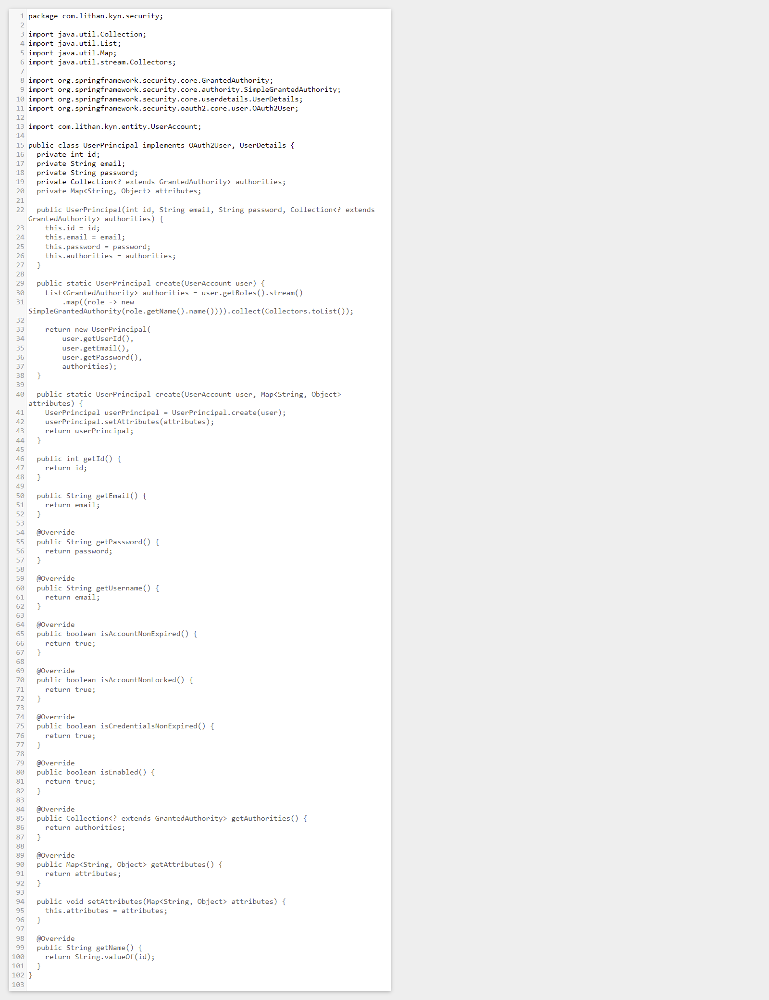 1 package com.lithan.kyn.security;
2
3 import java.util.Collection;
4 import java.util.List;
5 import java.util.Map;
6 import java.util.stream.Collectors;
7
8 import org.springframework.security.core.GrantedAuthority;
9 import org.springframework.security.core.authority.SimpleGrantedAuthority;
10 import org.springframework.security.core.userdetails.UserDetails;
11 import org.springframework.security.oauth2.core.user.OAuth2User;
12
13 import com.lithan.kyn.entity.UserAccount;
14
15 public class UserPrincipal implements OAuth2User, UserDetails {
16   private int id;
17   private String email;
18   private String password;
19   private Collection<? extends GrantedAuthority> authorities;
20   private Map<String, Object> attributes;
21
22   public UserPrincipal(int id, String email, String password, Collection<? extends
GrantedAuthority> authorities) {
23     this.id = id;
24     this.email = email;
25     this.password = password;
26     this.authorities = authorities;
27   }
28
29   public static UserPrincipal create(UserAccount user) {
30     List<GrantedAuthority> authorities = user.getRoles().stream()
31         .map((role -> new
SimpleGrantedAuthority(role.getName().name()))).collect(Collectors.toList());
32
33     return new UserPrincipal(
34         user.getUserId(),
35         user.getEmail(),
36         user.getPassword(),
37         authorities);
38   }
39
40   public static UserPrincipal create(UserAccount user, Map<String, Object>
attributes) {
41     UserPrincipal userPrincipal = UserPrincipal.create(user);
42     userPrincipal.setAttributes(attributes);
43     return userPrincipal;
44   }
45
46   public int getId() {
47     return id;
48   }
49
50   public String getEmail() {
51     return email;
52   }
53
54   @Override
55   public String getPassword() {
56     return password;
57   }
58
59   @Override
60   public String getUsername() {
61     return email;
62   }
63
64   @Override
65   public boolean isAccountNonExpired() {
66     return true;
67   }
68
69   @Override
70   public boolean isAccountNonLocked() {
71     return true;
72   }
73
74   @Override
75   public boolean isCredentialsNonExpired() {
76     return true;
77   }
78
79   @Override
80   public boolean isEnabled() {
81     return true;
82   }
83
84   @Override
85   public Collection<? extends GrantedAuthority> getAuthorities() {
86     return authorities;
87   }
88
89   @Override
90   public Map<String, Object> getAttributes() {
91     return attributes;
92   }
93
94   public void setAttributes(Map<String, Object> attributes) {
95     this.attributes = attributes;
96   }
97
98   @Override
99   public String getName() {
100     return String.valueOf(id);
101   }
102 }
103